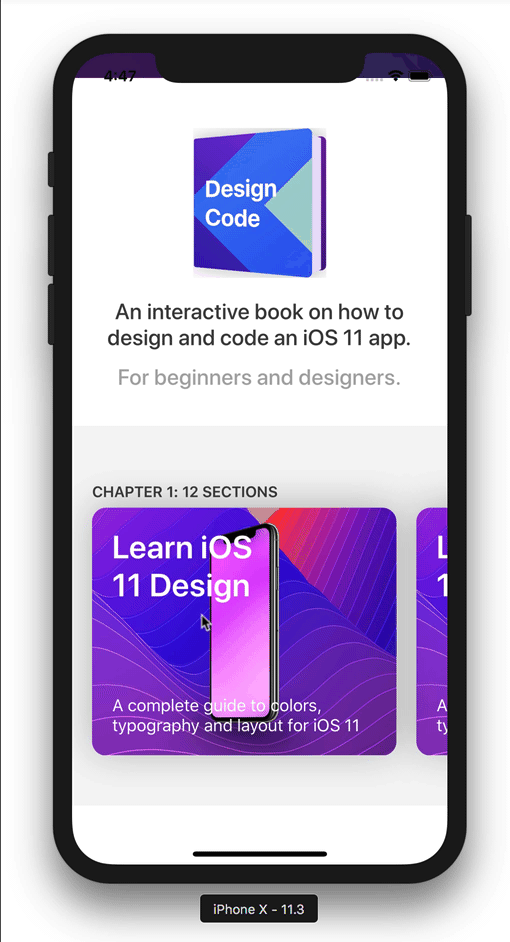 4:47
Design
Code
An interactive book on how to
design and code an iOS 11 app.
For beginners and designers.
CHAPTER 1: 12 SECTIONS
Learn iOS
11 Design
A complete guide to colors,
typography and layout for iOS 11
L
1
A
ty
iPhone X - 11.3